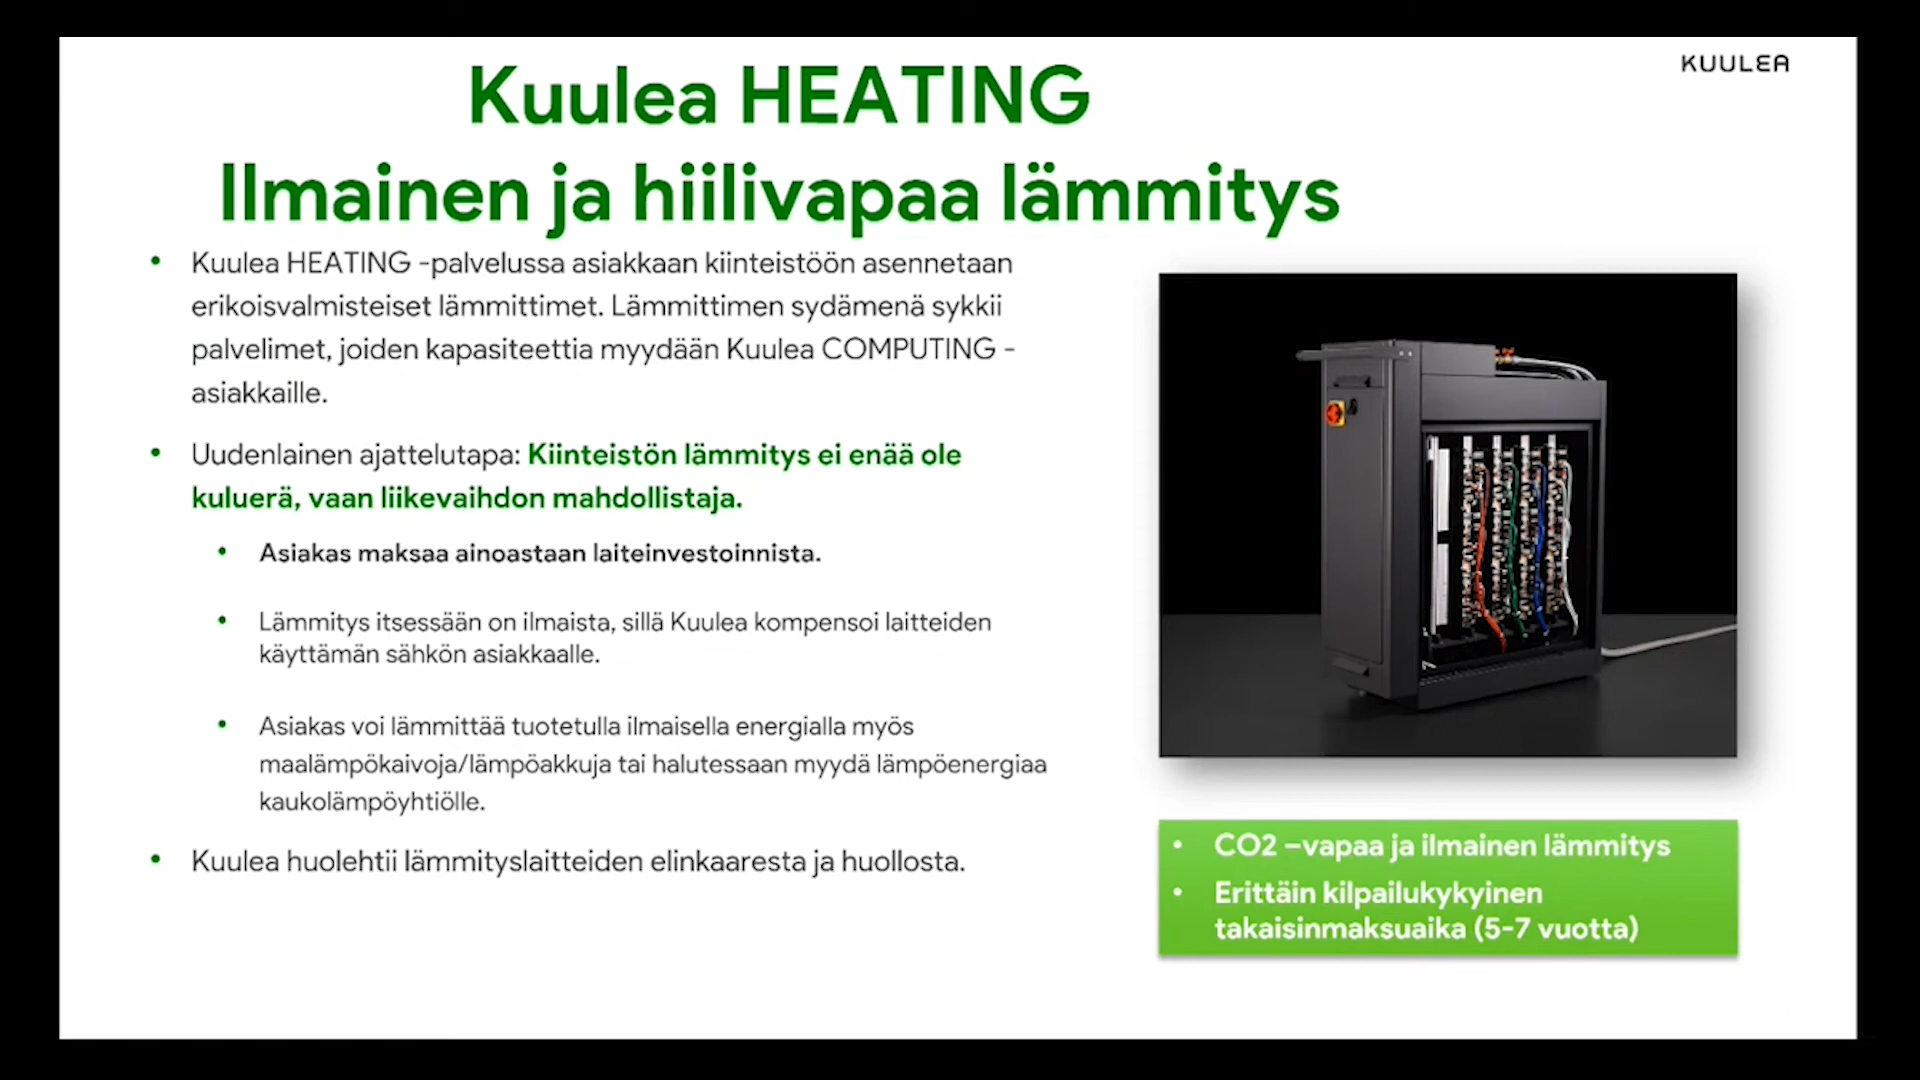 KUULEA
Kuulea HEATING
Ilmainen ja hiilivapaa lämmitys
• Kuulea HEATING -palvelussa asiakkaan kiinteistöön asennetaan
erikoisvalmisteiset lämmittimet. Lämmittimen sydämenä sykkii
palvelimet, joiden kapasiteettia myydään Kuulea COMPUTING -
asiakkaille.
• Uudenlainen ajattelutapa: Kiinteistön lämmitys ei enää ole
kuluerä, vaan liikevaihdon mahdollistaja.
• Asiakas maksaa ainoastaan laiteinvestoinnista.
• Lämmitys itsessään on ilmaista, sillä Kuulea kompensoi laitteiden
käyttämän sähkön asiakkaalle.
• Asiakas voi lämmittää tuotetulla ilmaisella energialla myös
maalämpökaivoja/lämpöakkuja tai halutessaan myydä lämpöenergiaa
kaukolämpöyhtiölle.
• Kuulea huolehtii lämmityslaitteiden elinkaaresta ja huollosta.
• CO2 –vapaa ja ilmainen lämmitys
• Erittäin kilpailukykyinen
takaisinmaksuaika (5-7 vuotta)